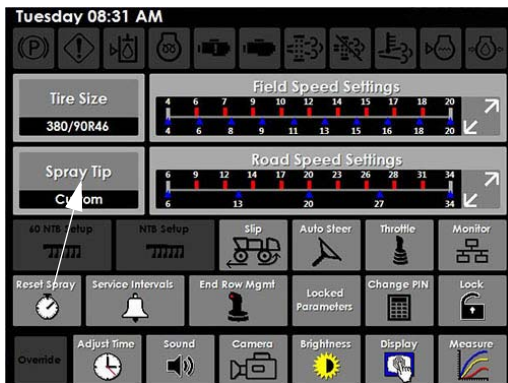 Tuesday 08:31 AM
Tire Size
380/90R46
Field Speed Settings
4 6 7 9 10 12 14 15 17 18 20
4 6 8 9 11 13 15 16 18 20
Spray Tip
Custom
Road Speed Settings
6 9 12 14 17 20 23 26 28 31 34
6 13 20 27 34
60 NTB Setup
NTB Setup
Slip
Auto Steer
Throttle
Monitor
Reset Spray
Service Intervals
End Row Mgmt
Locked
Parameters
Change PIN
Lock
Override
Adjust Time
Sound
Camera
Brightness
Display
Measure